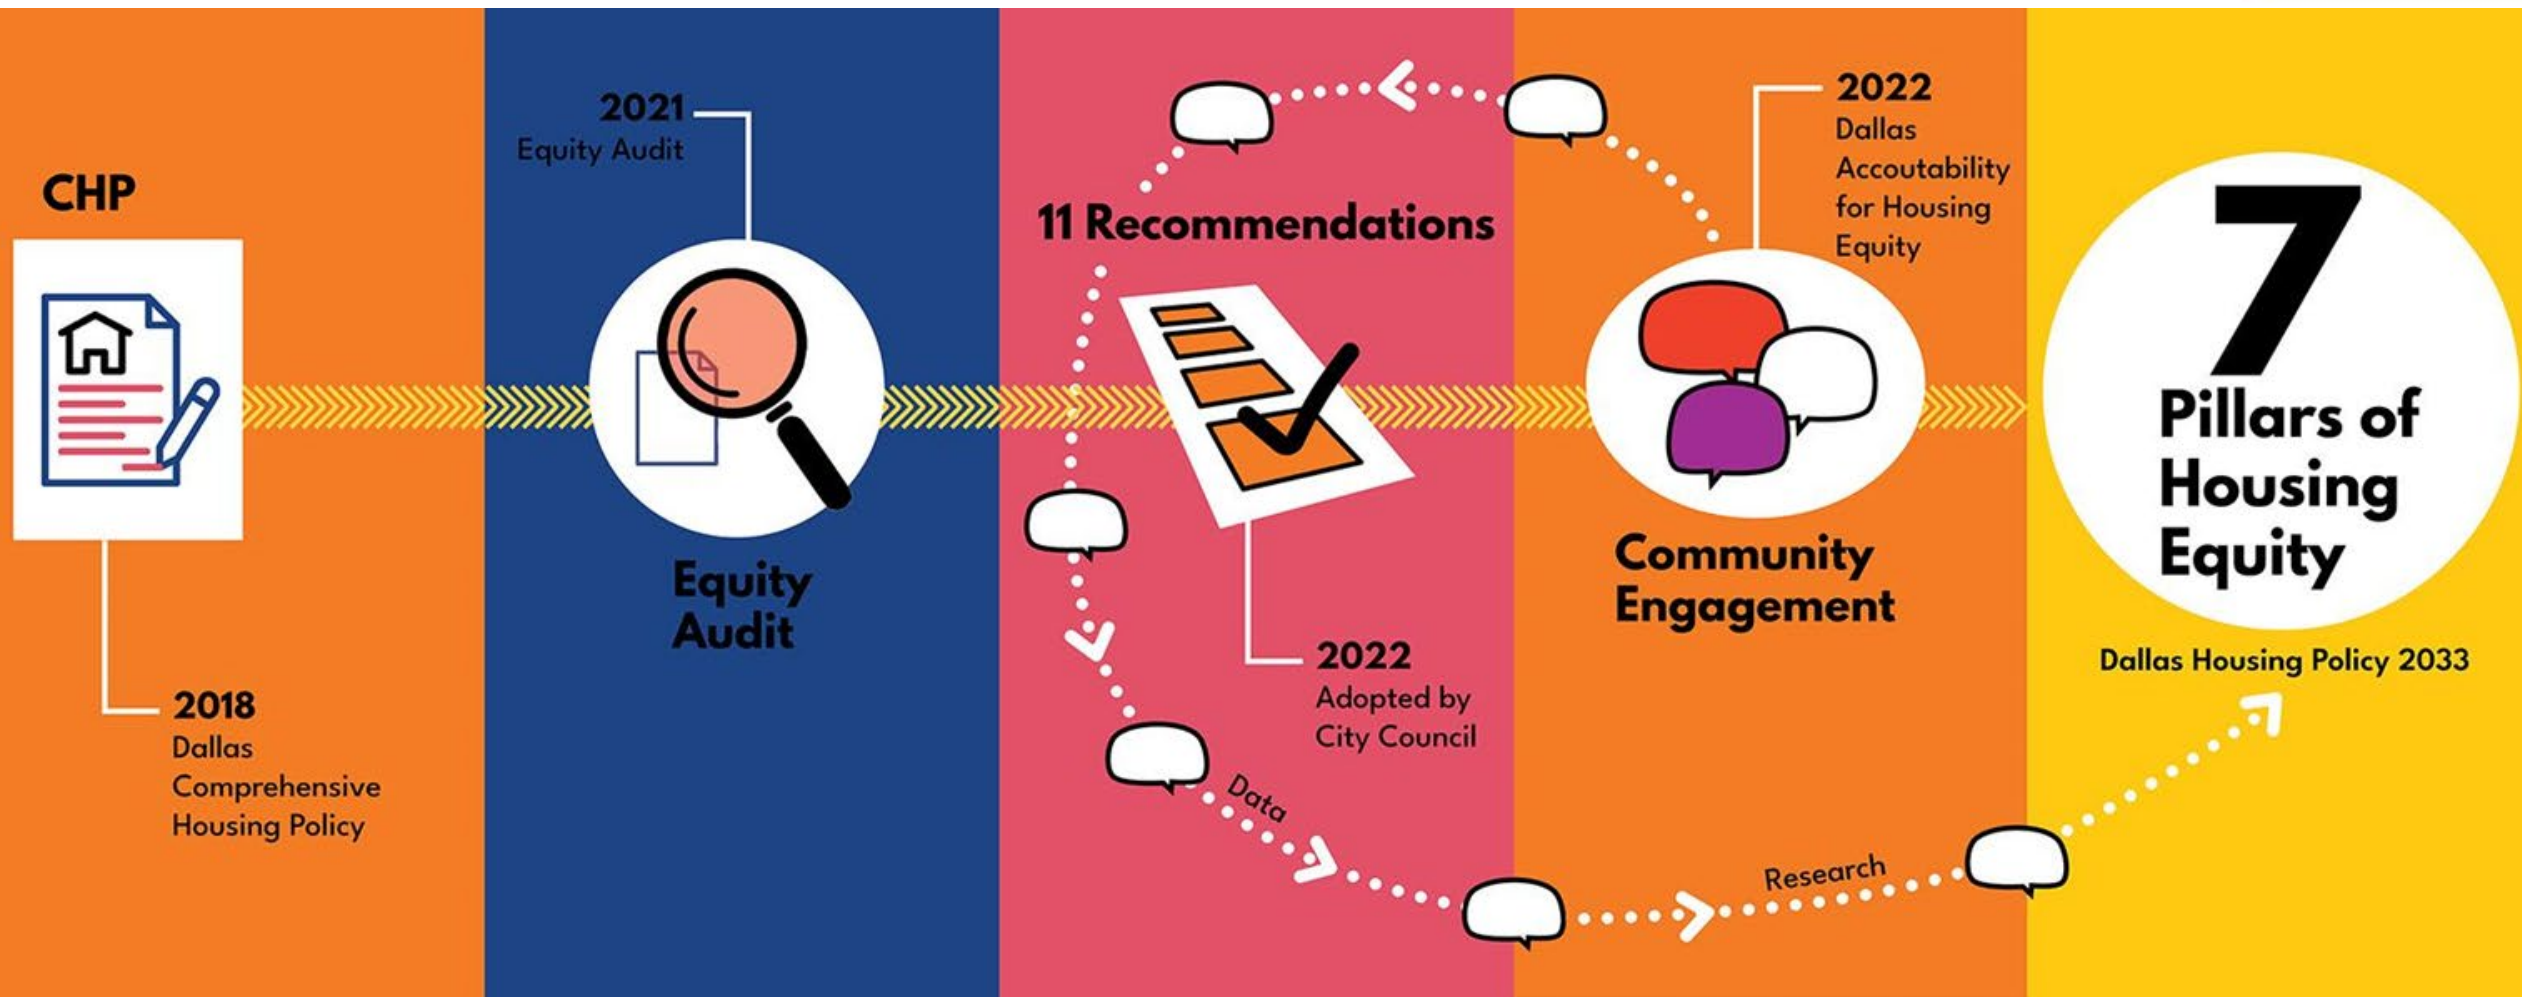 CHP
2018
Dallas
Comprehensive
Housing Policy
2021
Equity Audit
Equity
Audit
11 Recommendations
2022
Adopted by
City Council
Data
2022
Dallas
Accoutability
for Housing
Equity
Community
Engagement
Research
7
Pillars of
Housing
Equity
Dallas Housing Policy 2033